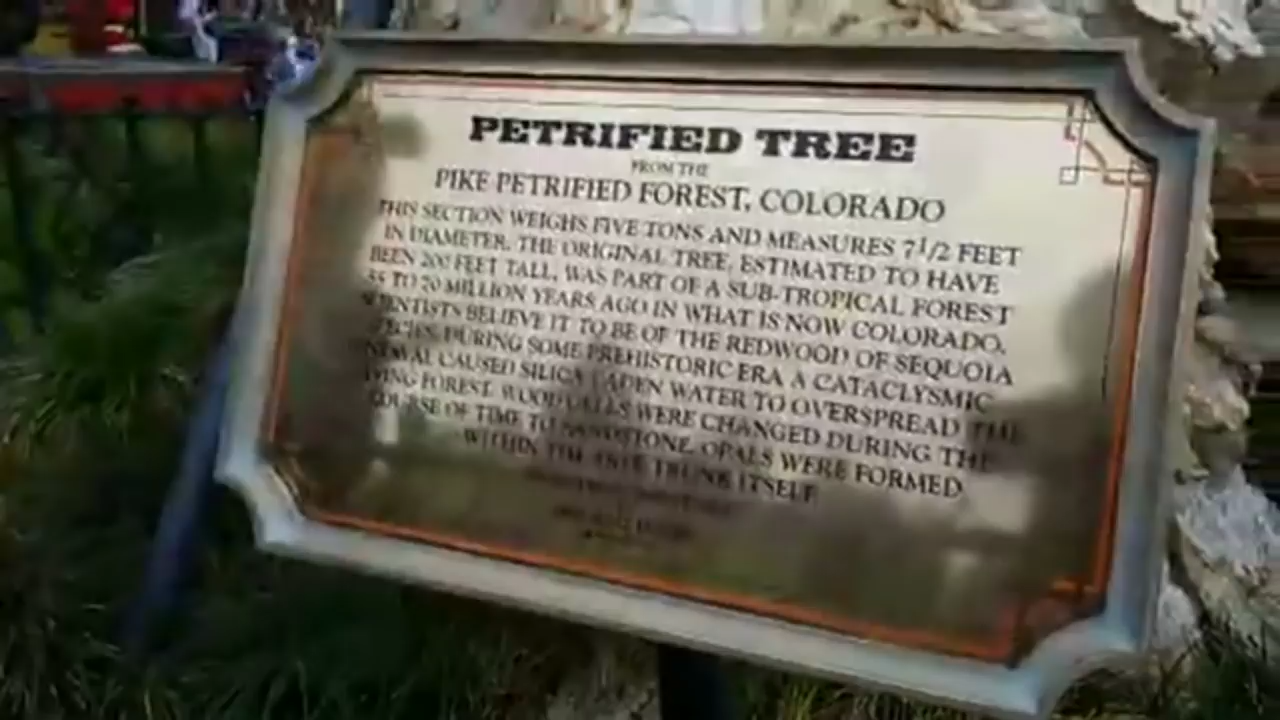 PETRIFIED TREE
FROM THE
PIKE PETRIFIED FOREST, COLORADO
THIS SECTION WEIGHS FIVE TONS AND MEASURES 7 1/2 FEET
IN DIAMETER. THE ORIGINAL TREE, ESTIMATED TO HAVE
BEEN 200 FEET TALL, WAS PART OF A SUB-TROPICAL FOREST
55 TO 70 MILLION YEARS AGO IN WHAT IS NOW COLORADO.
SCIENTISTS BELIEVE IT TO BE OF THE REDWOOD OF SEQUOIA
SPECIES. DURING SOME PREHISTORIC ERA A CATACLYSMIC
CAUSED SILICA LADEN WATER TO OVERSPREAD THE
LIVING FOREST. WOOD CELLS WERE CHANGED DURING THE
COURSE OF TIME TO SANDSTONE. OPALS WERE FORMED
WITHIN THE TREE TRUNK ITSELF.